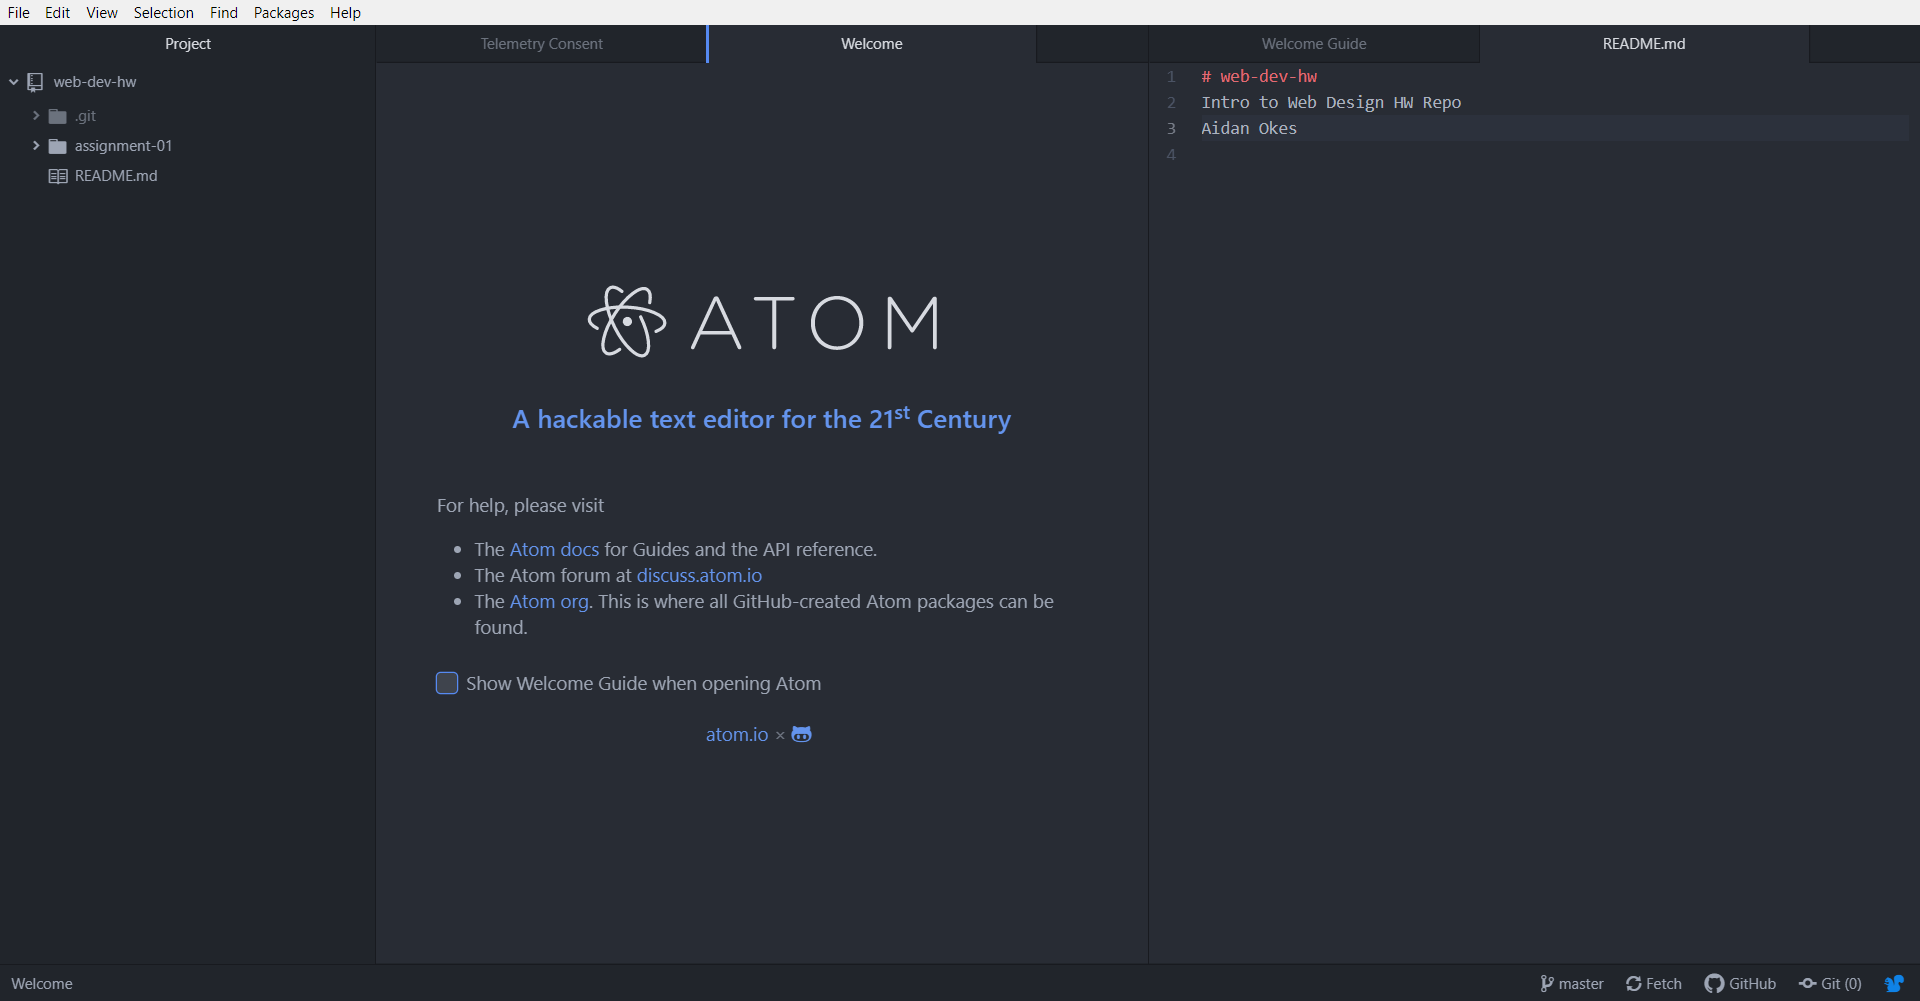 File Edit View Selection Find Packages Help
Project
web-dev-hw
.git
assignment-01
README.md
Telemetry Consent
Welcome
ATOM
A hackable text editor for the 21st Century
For help, please visit
The Atom docs for Guides and the API reference.
The Atom forum at discuss.atom.io
The Atom org. This is where all GitHub-created Atom packages can be
found.
Show Welcome Guide when opening Atom
atom.io ×
Welcome Guide
README.md
1 # web-dev-hw
2 Intro to Web Design HW Repo
3 Aidan Okes
4
Welcome
master Fetch GitHub Git (0)